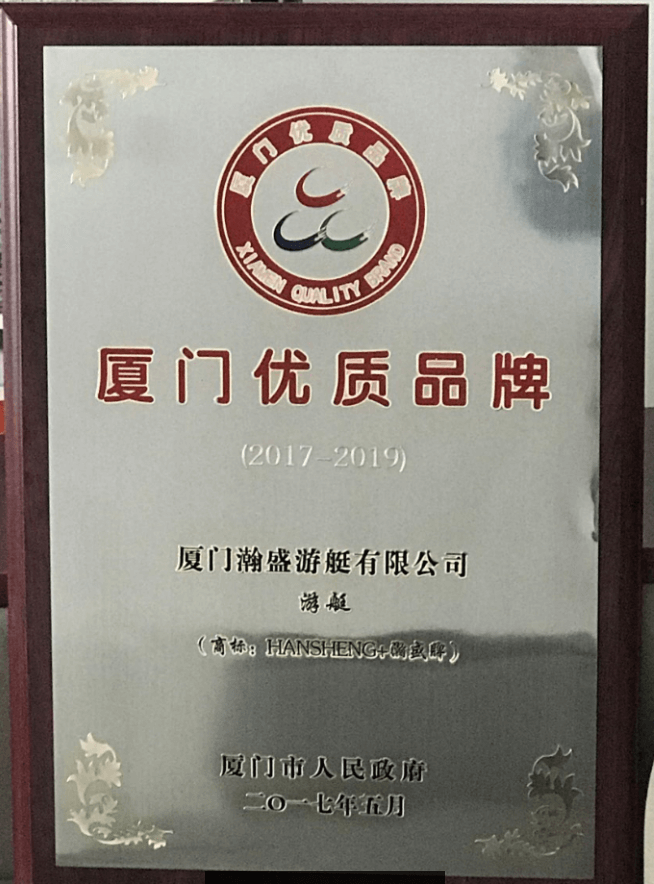 厦门优质品牌
XIAMEN QUALITY BRAND
厦门优质品牌
(2017-2019)
厦门瀚盛游艇有限公司
游艇
(商标：HANSHENG+瀚盛牌)
厦门市人民政府
二〇一七年五月